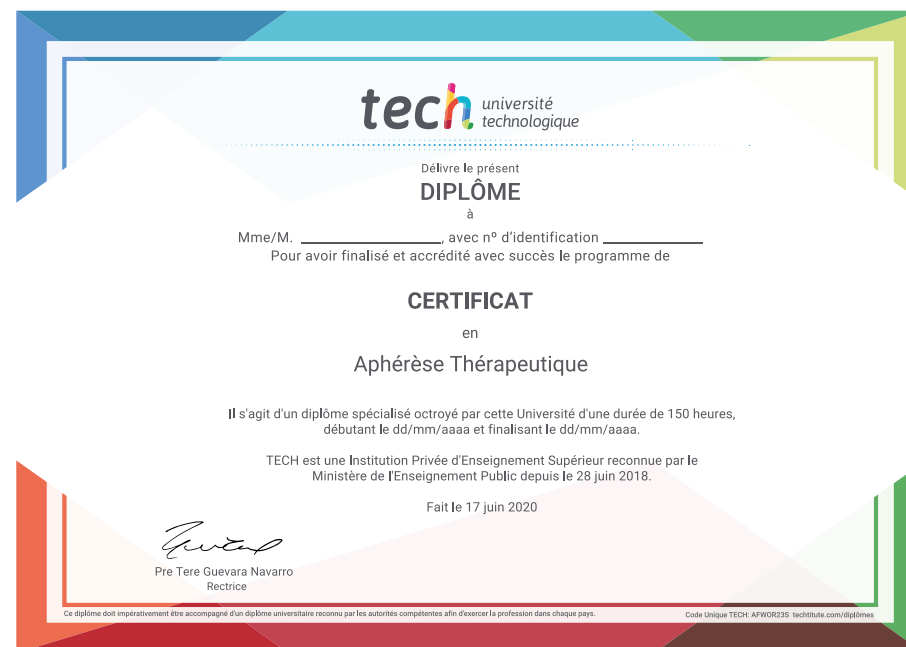 tech université
technologique
Délivre le présent
DIPLÔME
à
Mme/M. ____________________, avec nº d'identification ______________
Pour avoir finalisé et accrédité avec succès le programme de
CERTIFICAT
en
Aphérèse Thérapeutique
Il s'agit d'un diplôme spécialisé octroyé par cette Université d'une durée de 150 heures,
débutant le dd/mm/aaaa et finalisant le dd/mm/aaaa.
TECH est une Institution Privée d'Enseignement Supérieur reconnue par le
Ministère de l'Enseignement Public depuis le 28 juin 2018.
Fait le 17 juin 2020
Pre Tere Guevara Navarro
Rectrice
Ce diplôme doit impérativement être accompagné d'un diplôme universitaire reconnu par les autorités compétentes afin d'exercer la profession dans chaque pays.
Code Unique TECH: AFWOR23S techtitute.com/diplômes